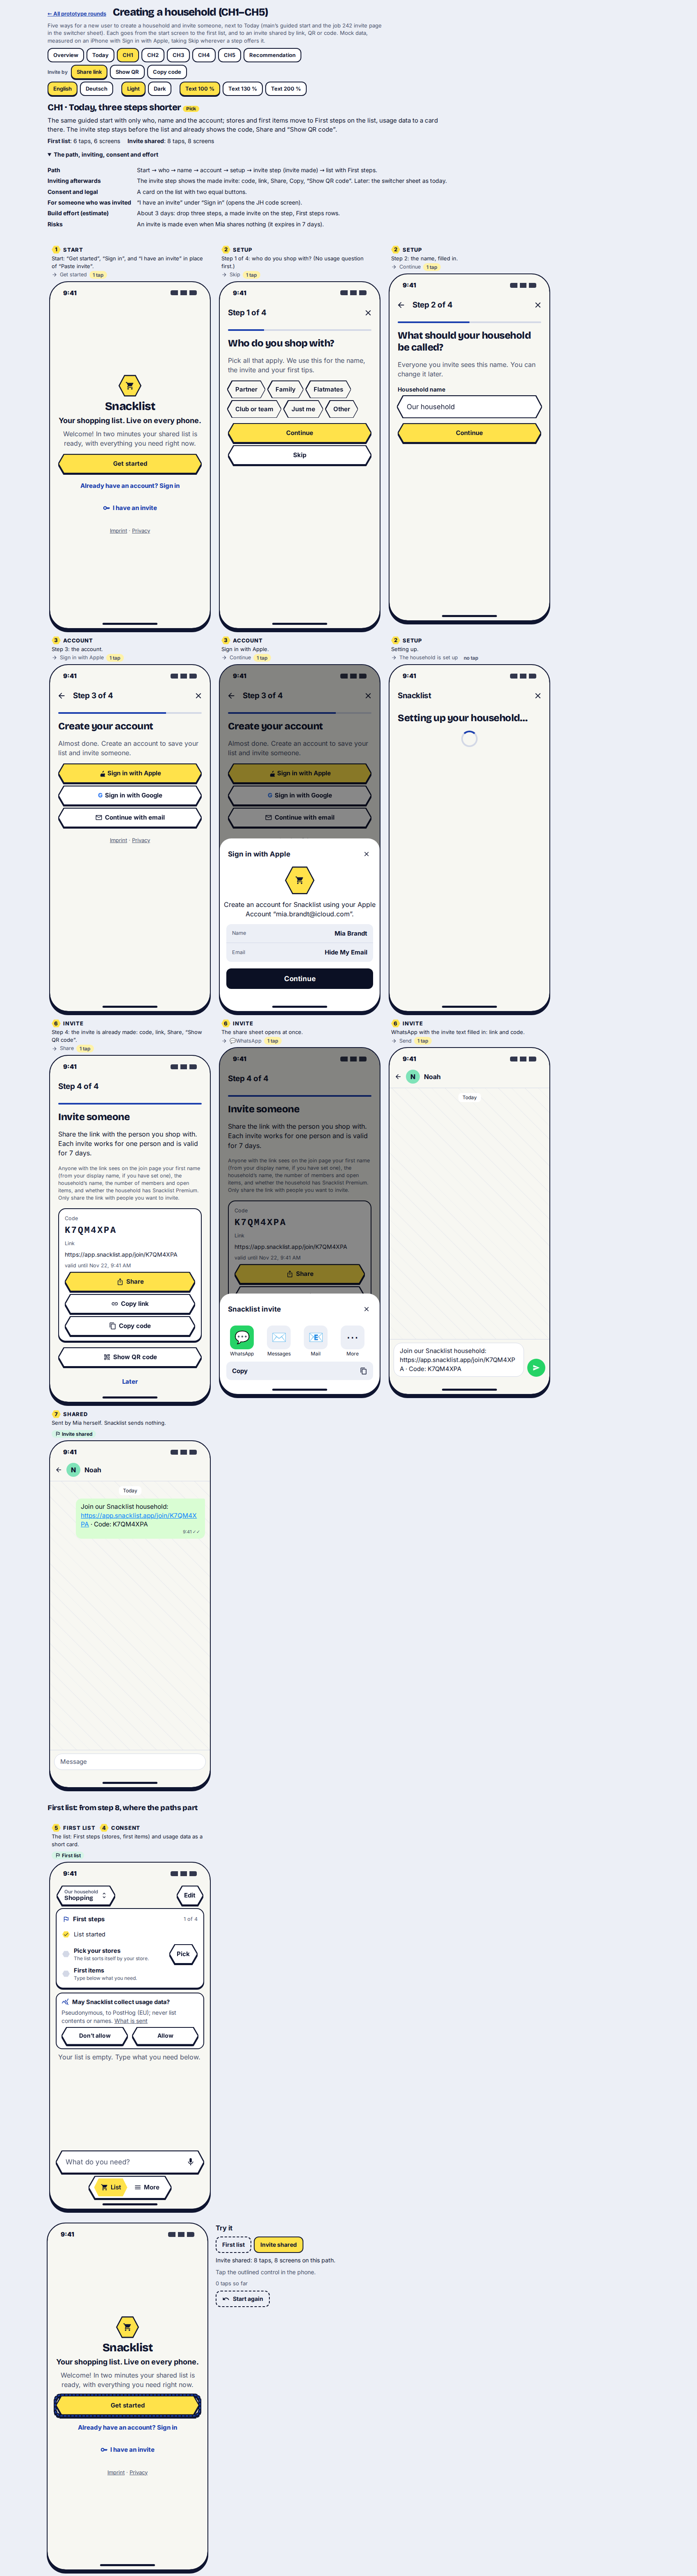 ← All prototype rounds
Creating a household (CH1–CH5)
Five ways for a new user to create a household and invite someone, next to Today (main's guided start and the job 242 invite page
in the switcher sheet). Each goes from the start screen to the list, and to an invite shared by link, QR or code. Mock data,
measured on an iPhone with Sign in with Apple, taking Skip wherever a step offers it.
Overview
Today
CH1
CH2
CH3
CH4
CH5
Recommendation
Invite by
Share link
Show QR
Copy code
English
Deutsch
Light
Dark
Text 100 %
Text 130 %
Text 200 %
CH1 · Today, three steps shorter Pick
The same guided start with only who, name and the account; stores and first items move to First steps on the list, usage data to a card
there. The invite step stays before the list and already shows the code, Share and “Show QR code”.
First list: 6 taps, 6 screens Invite shared: 8 taps, 8 screens
▼ The path, inviting, consent and effort
Path Start → who → name → account → setup → invite step (invite made) → list with First steps.
Inviting afterwards The invite step shows the made invite: code, link, Share, Copy, “Show QR code”. Later: the switcher sheet as today.
Consent and legal A card on the list with two equal buttons.
For someone who was invited “I have an invite” under “Sign in” (opens the JH code screen).
Build effort (estimate) About 3 days: drop three steps, a made invite on the step, First steps rows.
Risks An invite is made even when Mia shares nothing (it expires in 7 days).
1 START
Start: “Get started”, “Sign in”, and “I have an invite” in place
of “Paste invite”.
→ Get started 1 tap
9:41
Snacklist
Your shopping list. Live on every phone.
Welcome! In two minutes your shared list is
ready, with everything you need right now.
Get started
Already have an account? Sign in
I have an invite
Imprint · Privacy
2 SETUP
Step 1 of 4: who do you shop with? (No usage question
first.)
→ Skip 1 tap
9:41
Step 1 of 4
Who do you shop with?
Pick all that apply. We use this for the name,
the invite and your first tips.
Partner
Family
Flatmates
Club or team
Just me
Other
Continue
Skip
2 SETUP
Step 2: the name, filled in.
→ Continue 1 tap
9:41
Step 2 of 4
What should your household
be called?
Everyone you invite sees this name. You can
change it later.
Household name
Our household
Continue
3 ACCOUNT
Step 3: the account.
→ Sign in with Apple 1 tap
9:41
Step 3 of 4
Create your account
Almost done. Create an account to save your
list and invite someone.
Sign in with Apple
G Sign in with Google
Continue with email
Imprint · Privacy
3 ACCOUNT
Sign in with Apple.
→ Continue 1 tap
9:41
Step 3 of 4
Create your account
Almost done. Create an account to save your
list and invite someone.
Sign in with Apple
G Sign in with Google
Continue with email
Sign in with Apple
Create an account for Snacklist using your Apple
Account “mia.brandt@icloud.com”.
Name Mia Brandt
Email Hide My Email
Continue
2 SETUP
Setting up.
→ The household is set up no tap
9:41
Snacklist
Setting up your household…
6 INVITE
Step 4: the invite is already made: code, link, Share, “Show
QR code”.
→ Share 1 tap
9:41
Step 4 of 4
Invite someone
Share the link with the person you shop with.
Each invite works for one person and is valid
for 7 days.
Anyone with the link sees on the join page your first name
(from your display name, if you have set one), the
household's name, the number of members and open
items, and whether the household has Snacklist Premium.
Only share the link with people you want to invite.
Code
K7QM4XPA
Link
https://app.snacklist.app/join/K7QM4XPA
valid until Nov 22, 9:41 AM
Share
Copy link
Copy code
Show QR code
Later
6 INVITE
The share sheet opens at once.
→ 💬WhatsApp 1 tap
9:41
Step 4 of 4
Invite someone
Share the link with the person you shop with.
Each invite works for one person and is valid
for 7 days.
Anyone with the link sees on the join page your first name
(from your display name, if you have set one), the
household's name, the number of members and open
items, and whether the household has Snacklist Premium.
Only share the link with people you want to invite.
Code
K7QM4XPA
Link
https://app.snacklist.app/join/K7QM4XPA
valid until Nov 22, 9:41 AM
Share
Snacklist invite
WhatsApp
Messages
Mail
More
Copy
6 INVITE
WhatsApp with the invite text filled in: link and code.
→ Send 1 tap
9:41
N Noah
Today
Join our Snacklist household:
https://app.snacklist.app/join/K7QM4XP
A · Code: K7QM4XPA
7 SHARED
Sent by Mia herself. Snacklist sends nothing.
Invite shared
9:41
N Noah
Today
Join our Snacklist household:
https://app.snacklist.app/join/K7QM4X
PA · Code: K7QM4XPA
9:41 ✓✓
Message
First list: from step 8, where the paths part
5 FIRST LIST 4 CONSENT
The list: First steps (stores, first items) and usage data as a
short card.
First list
9:41
Our household
Shopping
Edit
First steps 1 of 4
List started
Pick your stores
The list sorts itself by your store.
Pick
First items
Type below what you need.
May Snacklist collect usage data?
Pseudonymous, to PostHog (EU); never list
contents or names. What is sent
Don't allow
Allow
Your list is empty. Type what you need below.
What do you need?
List
More
9:41
Snacklist
Your shopping list. Live on every phone.
Welcome! In two minutes your shared list is
ready, with everything you need right now.
Get started
Already have an account? Sign in
I have an invite
Imprint · Privacy
Try it
First list
Invite shared
Invite shared: 8 taps, 8 screens on this path.
Tap the outlined control in the phone.
0 taps so far
Start again